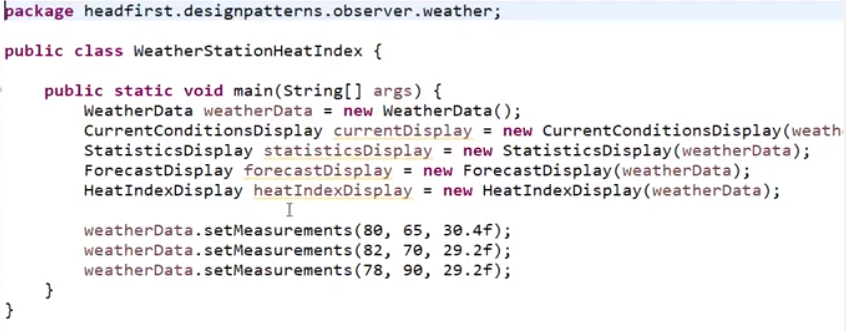 package headfirst.designpatterns.observer.weather;
public class WeatherStationHeatIndex {
public static void main(String[] args) {
WeatherData weatherData = new WeatherData();
CurrentConditionsDisplay currentDisplay = new CurrentConditionsDisplay(weath
StatisticsDisplay statisticsDisplay = new StatisticsDisplay(weatherData);
ForecastDisplay forecastDisplay = new ForecastDisplay(weatherData);
HeatIndexDisplay heatIndexDisplay = new HeatIndexDisplay(weatherData);
weatherData.setMeasurements(80, 65, 30.4f);
weatherData.setMeasurements(82, 70, 29.2f);
weatherData.setMeasurements(78, 90, 29.2f);
}
}